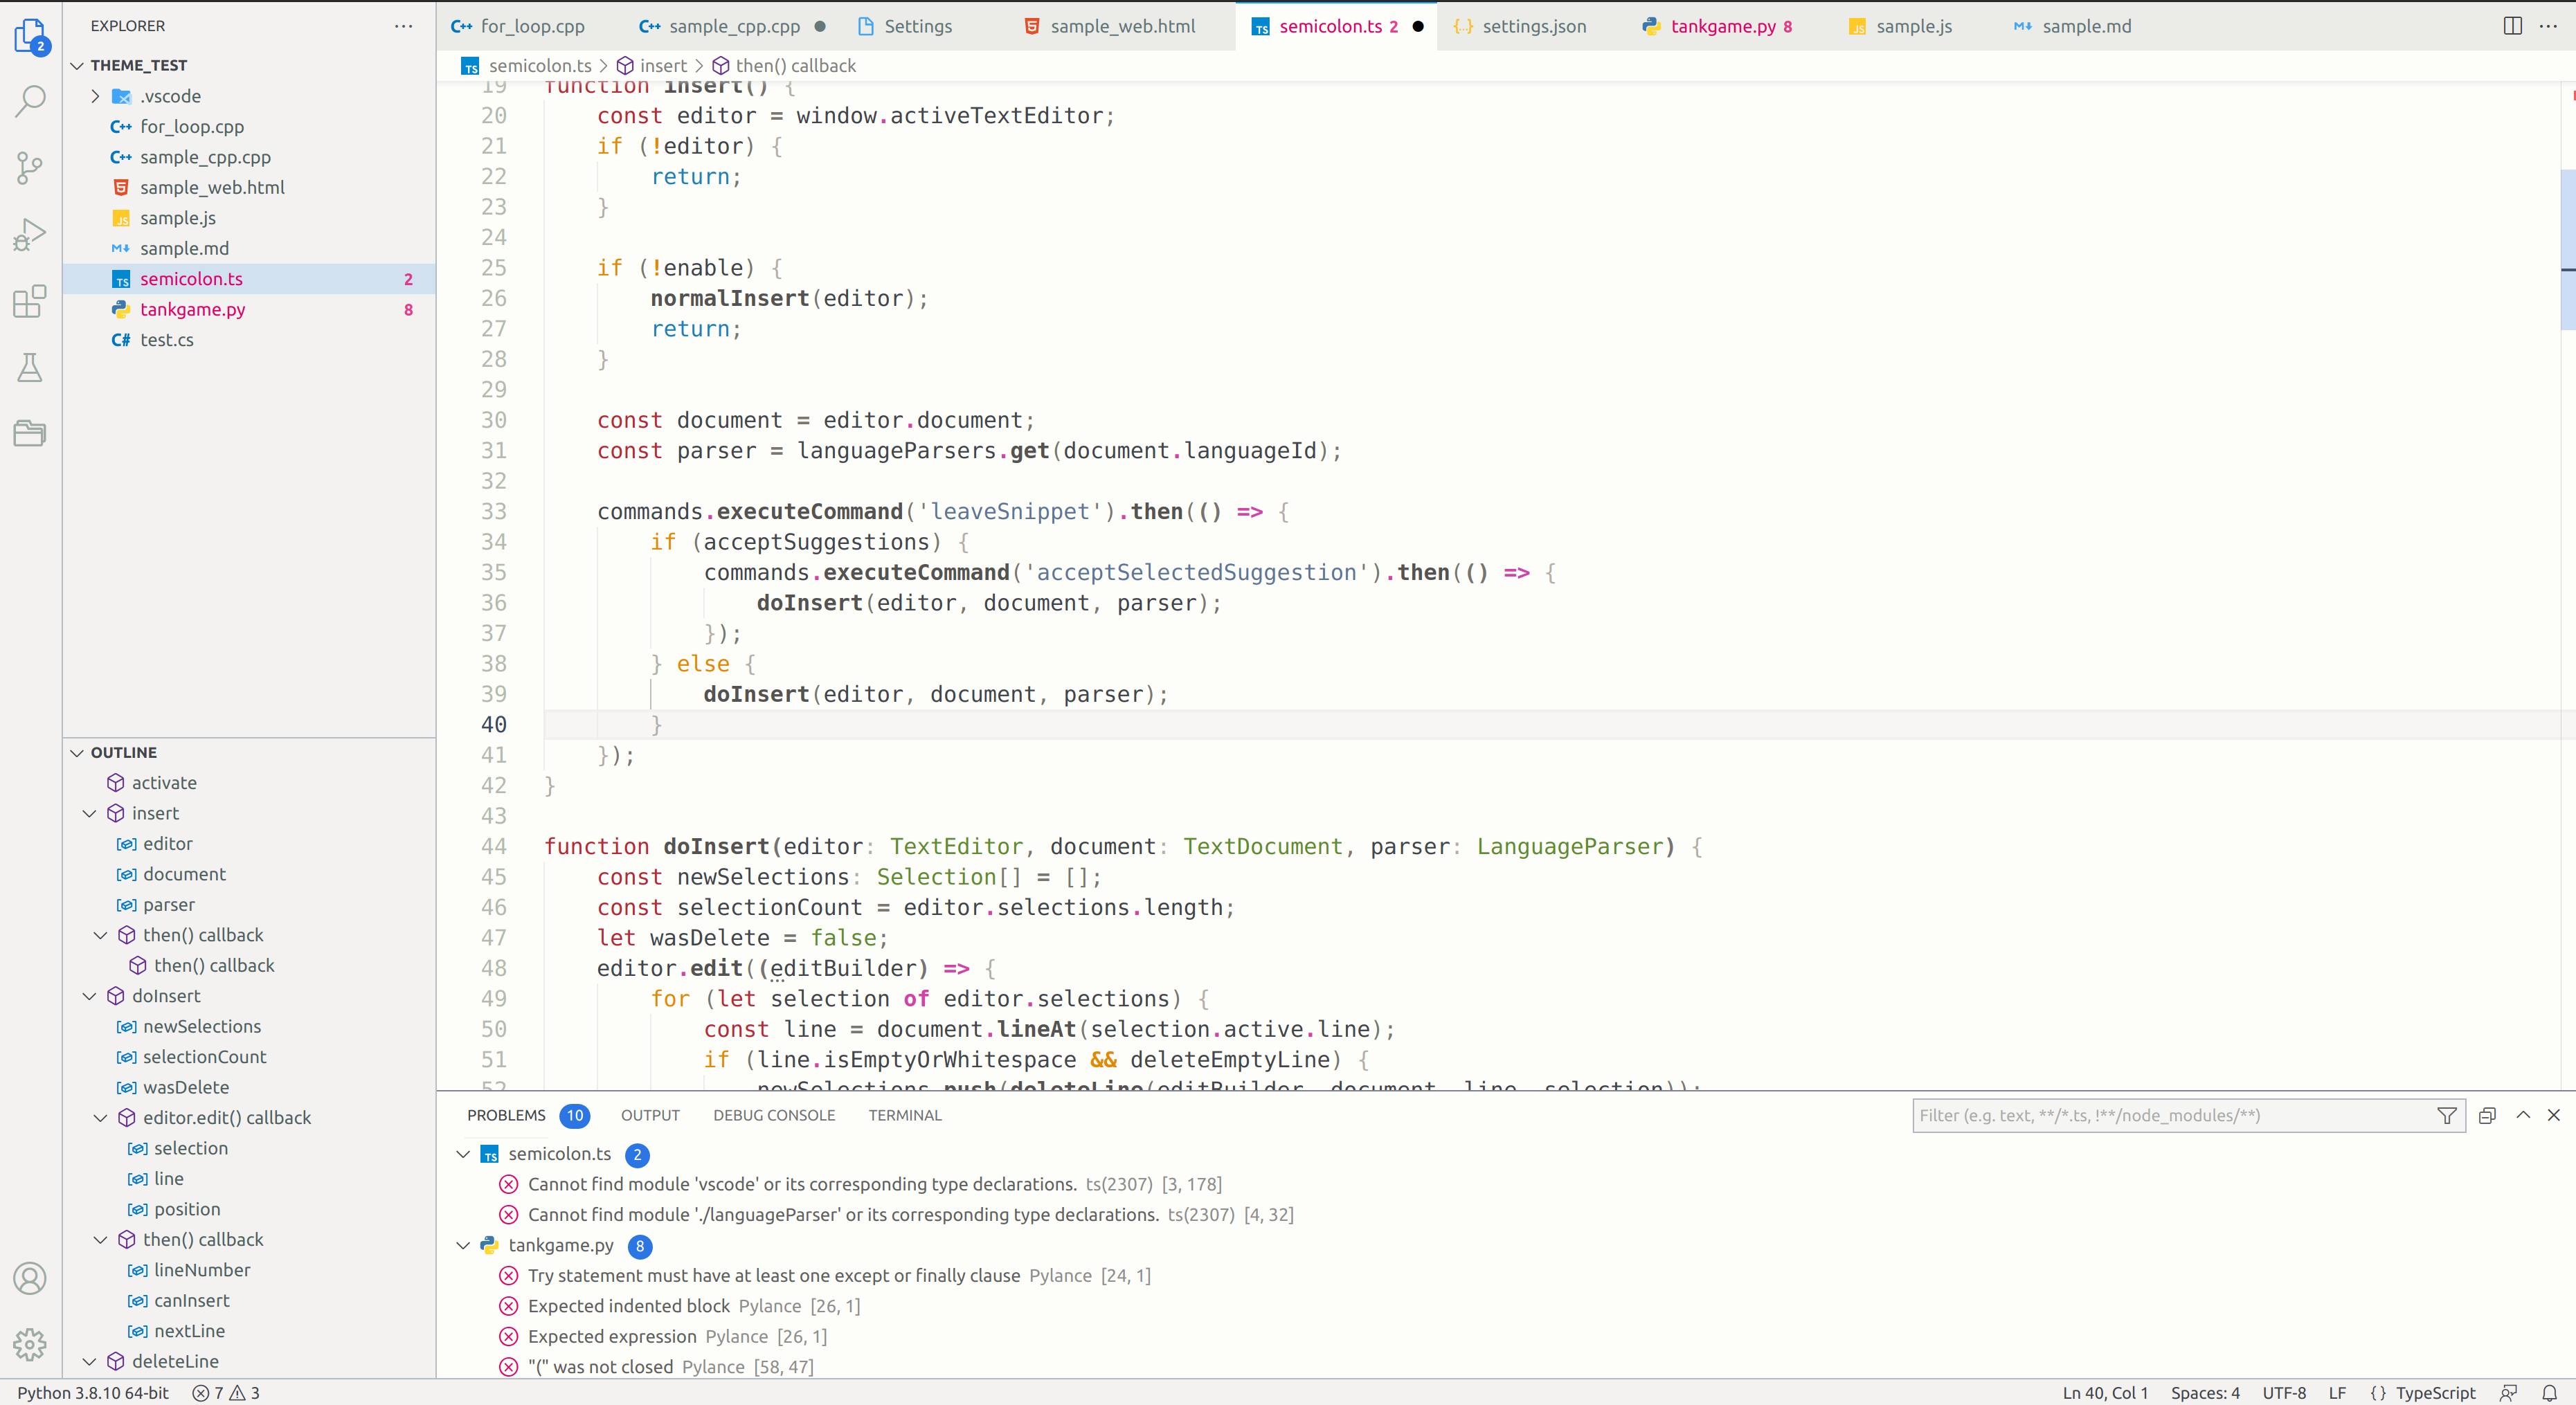 EXPLORER
for_loop.cpp
sample_cpp.cpp
Settings
sample_web.html
semicolon.ts 2
settings.json
tankgame.py 8
sample.js
sample.md
2
THEME_TEST
.vscode
for_loop.cpp
sample_cpp.cpp
sample_web.html
sample.js
sample.md
semicolon.ts 2
tankgame.py 8
test.cs
OUTLINE
activate
insert
editor
document
parser
then() callback
then() callback
doInsert
newSelections
selectionCount
wasDelete
editor.edit() callback
selection
line
position
then() callback
lineNumber
canInsert
nextLine
deleteLine
semicolon.ts > insert > then() callback
19 function insert() {
20 const editor = window.activeTextEditor;
21 if (!editor) {
22 return;
23 }
24
25 if (!enable) {
26 normalInsert(editor);
27 return;
28 }
29
30 const document = editor.document;
31 const parser = languageParsers.get(document.languageId);
32
33 commands.executeCommand('leaveSnippet').then(() => {
34 if (acceptSuggestions) {
35 commands.executeCommand('acceptSelectedSuggestion').then(() => {
36 doInsert(editor, document, parser);
37 });
38 } else {
39 doInsert(editor, document, parser);
40 }
41 });
42 }
43
44 function doInsert(editor: TextEditor, document: TextDocument, parser: LanguageParser) {
45 const newSelections: Selection[] = [];
46 const selectionCount = editor.selections.length;
47 let wasDelete = false;
48 editor.edit((editBuilder) => {
49 for (let selection of editor.selections) {
50 const line = document.lineAt(selection.active.line);
51 if (line.isEmptyOrWhitespace && deleteEmptyLine) {
52 newSelections.push(deleteLine(editBuilder, document, line, selection));
PROBLEMS 10 OUTPUT DEBUG CONSOLE TERMINAL
Filter (e.g. text, **/*.ts, !**/node_modules/**)
semicolon.ts 2
Cannot find module 'vscode' or its corresponding type declarations. ts(2307) [3, 178]
Cannot find module './languageParser' or its corresponding type declarations. ts(2307) [4, 32]
tankgame.py 8
Try statement must have at least one except or finally clause Pylance [24, 1]
Expected indented block Pylance [26, 1]
Expected expression Pylance [26, 1]
"(" was not closed Pylance [58, 47]
Python 3.8.10 64-bit 7 3
Ln 40, Col 1 Spaces: 4 UTF-8 LF {} TypeScript